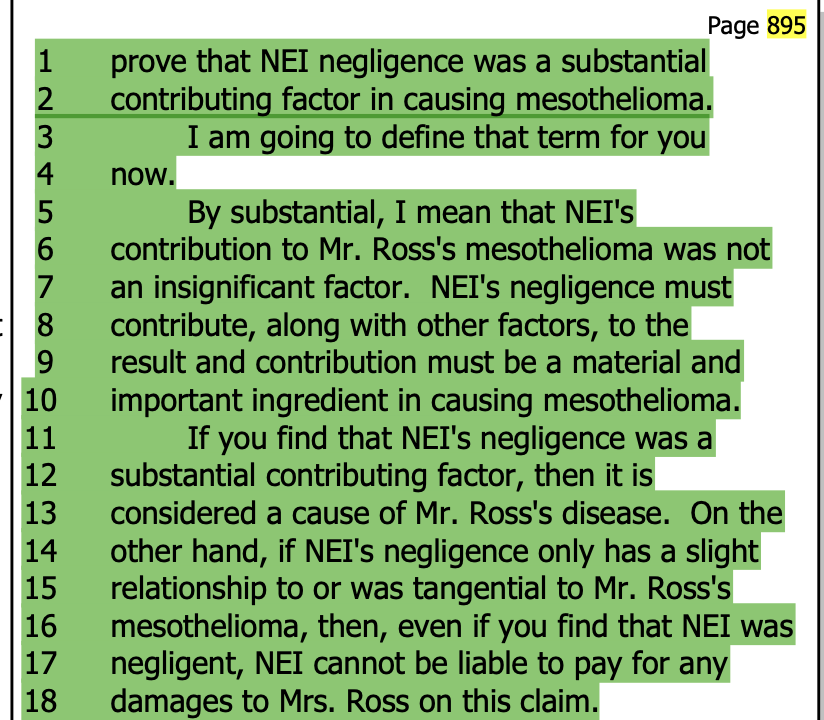 Page 895
1 prove that NEI negligence was a substantial
2 contributing factor in causing mesothelioma.
3 I am going to define that term for you
4 now.
5 By substantial, I mean that NEI's
6 contribution to Mr. Ross's mesothelioma was not
7 an insignificant factor.  NEI's negligence must
8 contribute, along with other factors, to the
9 result and contribution must be a material and
10 important ingredient in causing mesothelioma.
11 If you find that NEI's negligence was a
12 substantial contributing factor, then it is
13 considered a cause of Mr. Ross's disease.  On the
14 other hand, if NEI's negligence only has a slight
15 relationship to or was tangential to Mr. Ross's
16 mesothelioma, then, even if you find that NEI was
17 negligent, NEI cannot be liable to pay for any
18 damages to Mrs. Ross on this claim.